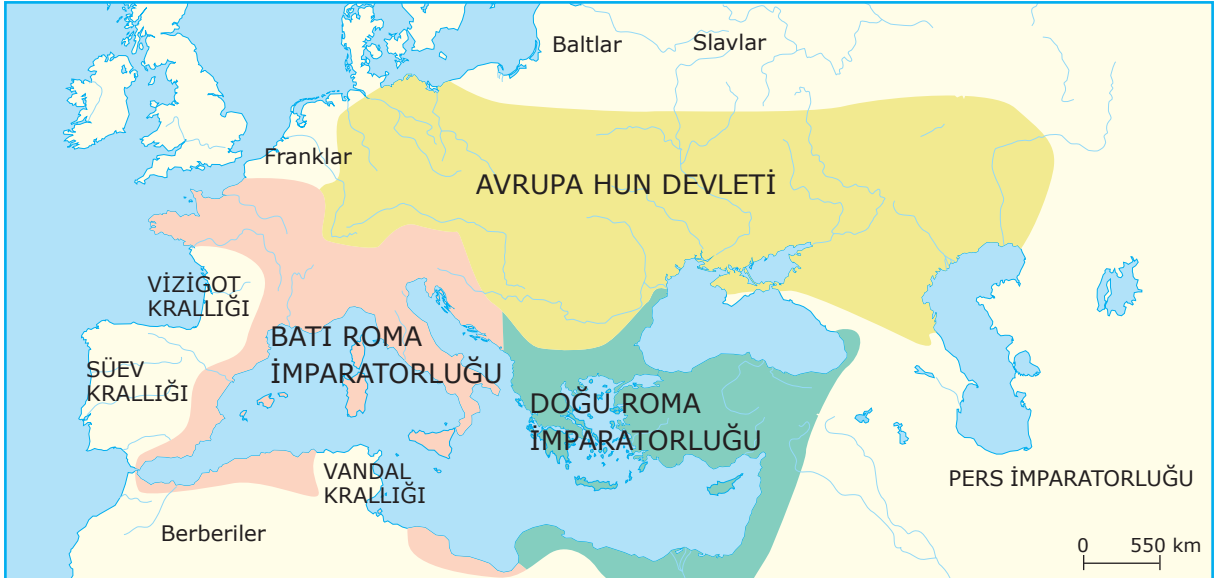 Baltlar
Slavlar
Franklar
AVRUPA HUN DEVLETİ
VİZİGOT
KRALLIĞI
BATI ROMA
İMPARATORLUĞU
SÜEV
KRALLIĞI
DOĞU ROMA
İMPARATORLUĞU
VANDAL
KRALLIĞI
PERS İMPARATORLUĞU
Berberiler
0 550 km